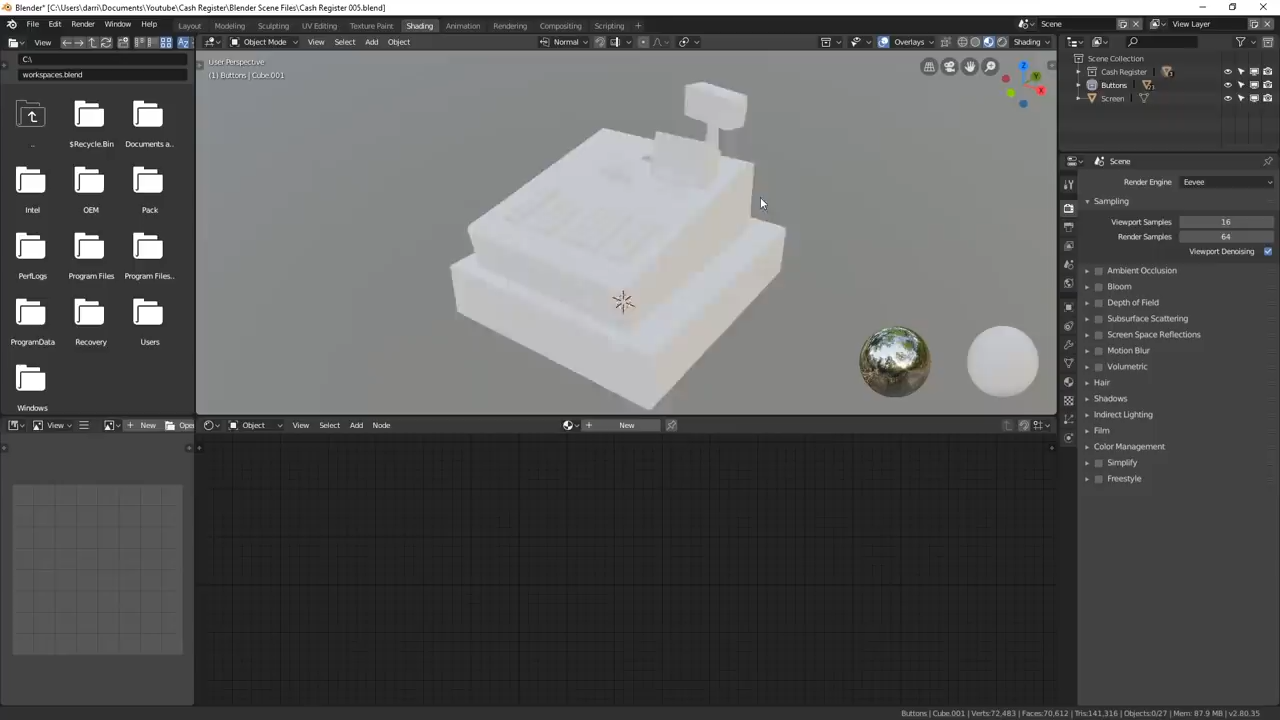 Blender* [C:\Users\darri\Documents\Youtube\Cash Register\Blender Scene Files\Cash Register 005.blend]
File Edit Render Window Help Layout Modeling Sculpting UV Editing Texture Paint Shading Animation Rendering Compositing Scripting + Scene View Layer
View Object Mode View Select Add Object Normal Overlays Shading
C:\
workspaces.blend
User Perspective
(1) Buttons | Cube.001
..
$Recycle.Bin
Documents a..
Intel
OEM
Pack
PerfLogs
Program Files
Program Files..
ProgramData
Recovery
Users
Windows
Z
Y
X
Scene Collection
Cash Register
Buttons
Screen
Scene
Render Engine Eevee
Sampling
Viewport Samples 16
Render Samples 64
Viewport Denoising
Ambient Occlusion
Bloom
Depth of Field
Subsurface Scattering
Screen Space Reflections
Motion Blur
Volumetric
Hair
Shadows
Indirect Lighting
Film
Color Management
Simplify
Freestyle
View New Ope
Object View Select Add Node New
Buttons | Cube.001 | Verts:72,483 | Faces:70,612 | Tris:141,316 | Objects:0/27 | Mem: 87.9 MB | v2.80.35